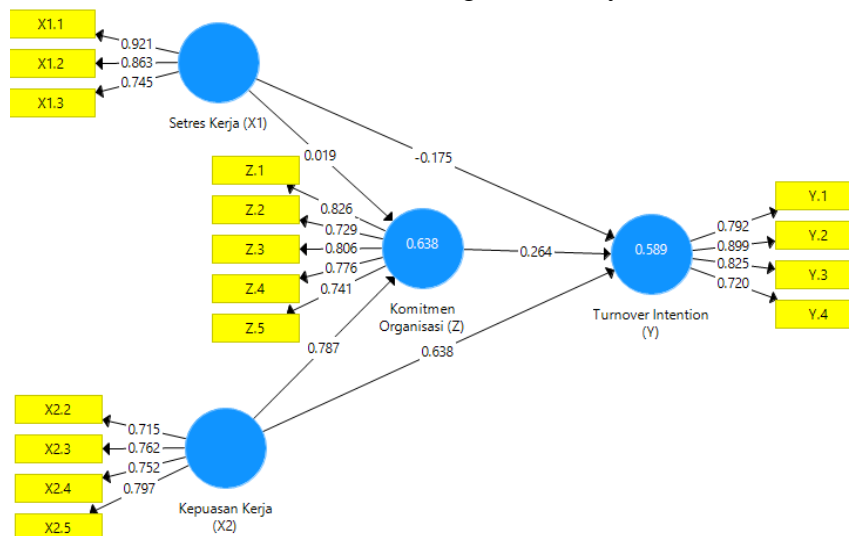 X1.1
X1.2
X1.3
0.921
0.863
0.745
Setres Kerja (X1)
0.019
-0.175
Z.1
Z.2
Z.3
Z.4
Z.5
0.826
0.729
0.806
0.776
0.741
0.638
Komitmen
Organisasi (Z)
0.264
0.589
Turnover Intention
(Y)
0.792
0.899
0.825
0.720
Y.1
Y.2
Y.3
Y.4
0.787
0.638
X2.2
X2.3
X2.4
X2.5
0.715
0.762
0.752
0.797
Kepuasan Kerja
(X2)